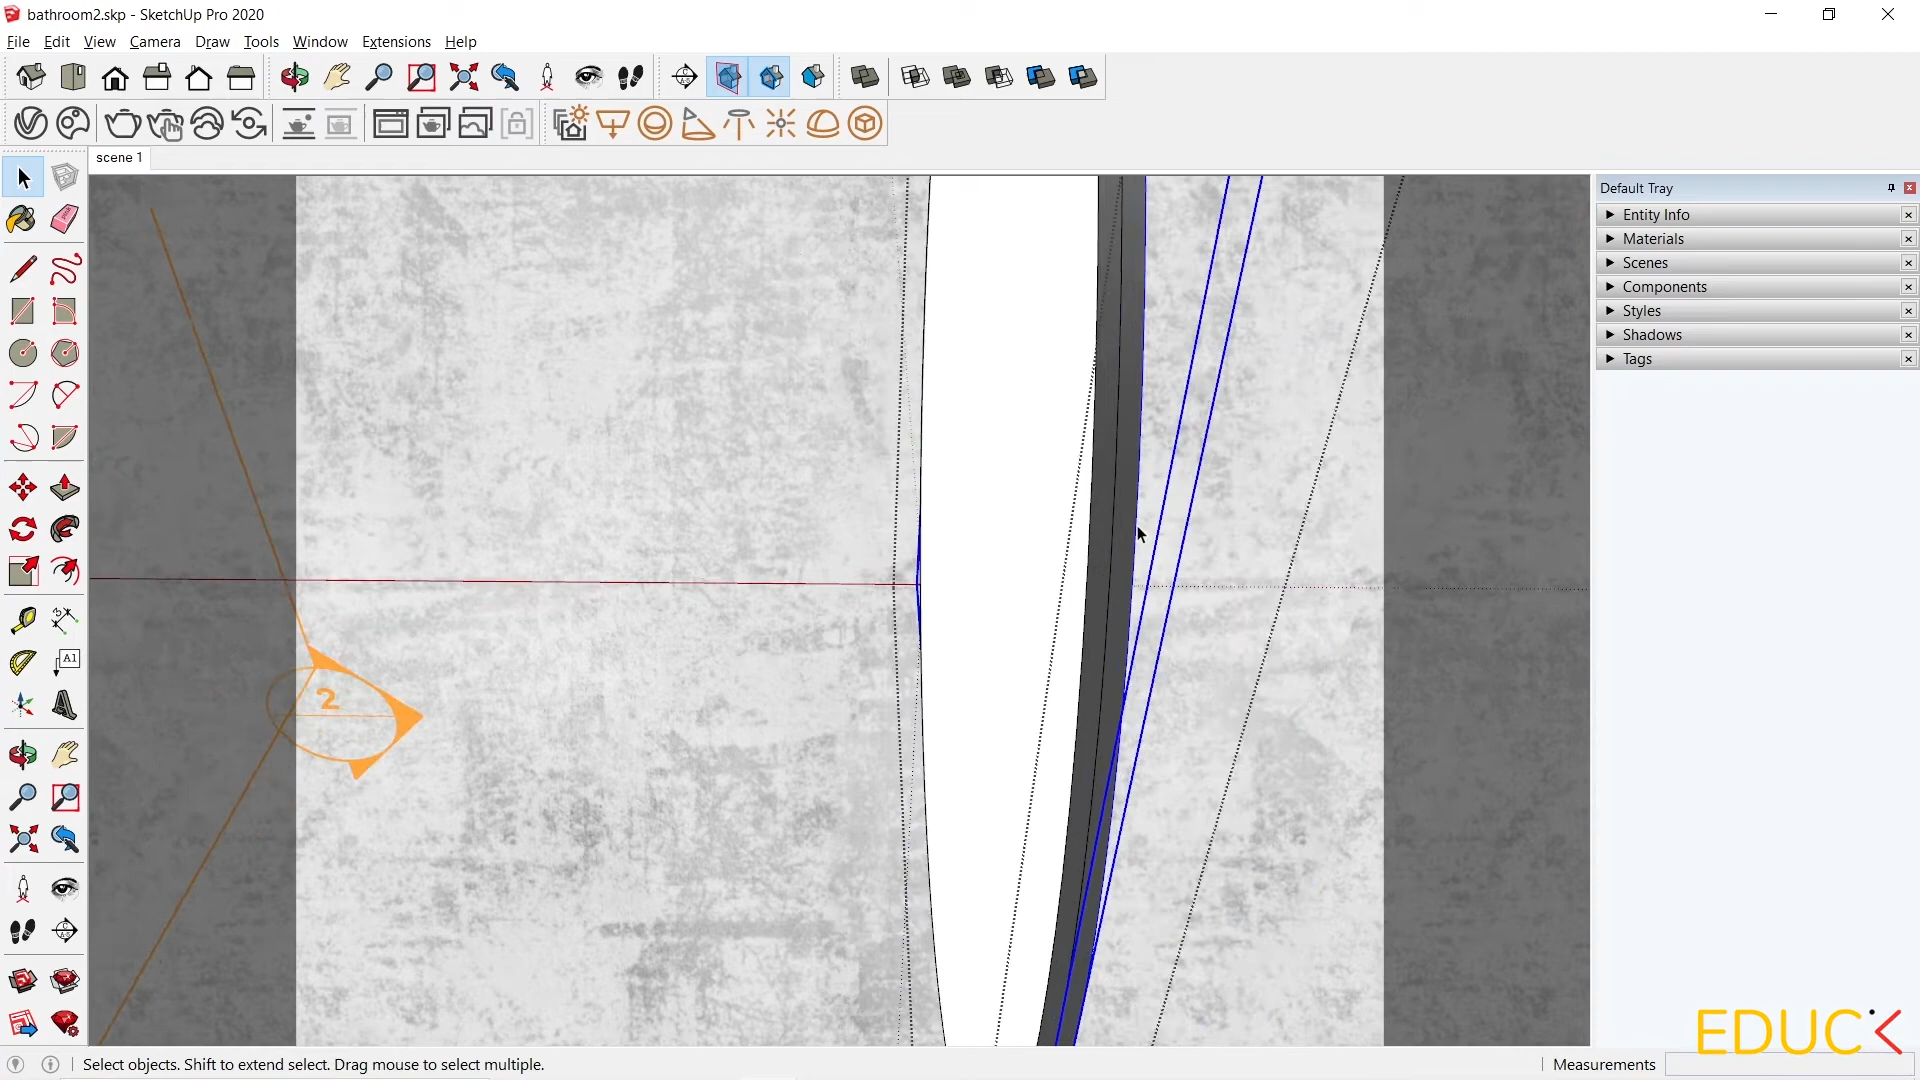 bathroom2.skp - SketchUp Pro 2020
File Edit View Camera Draw Tools Window Extensions Help
scene 1
Default Tray
Entity Info
Materials
Scenes
Components
Styles
Shadows
Tags
A1
2
EDUC
Select objects. Shift to extend select. Drag mouse to select multiple.
Measurements